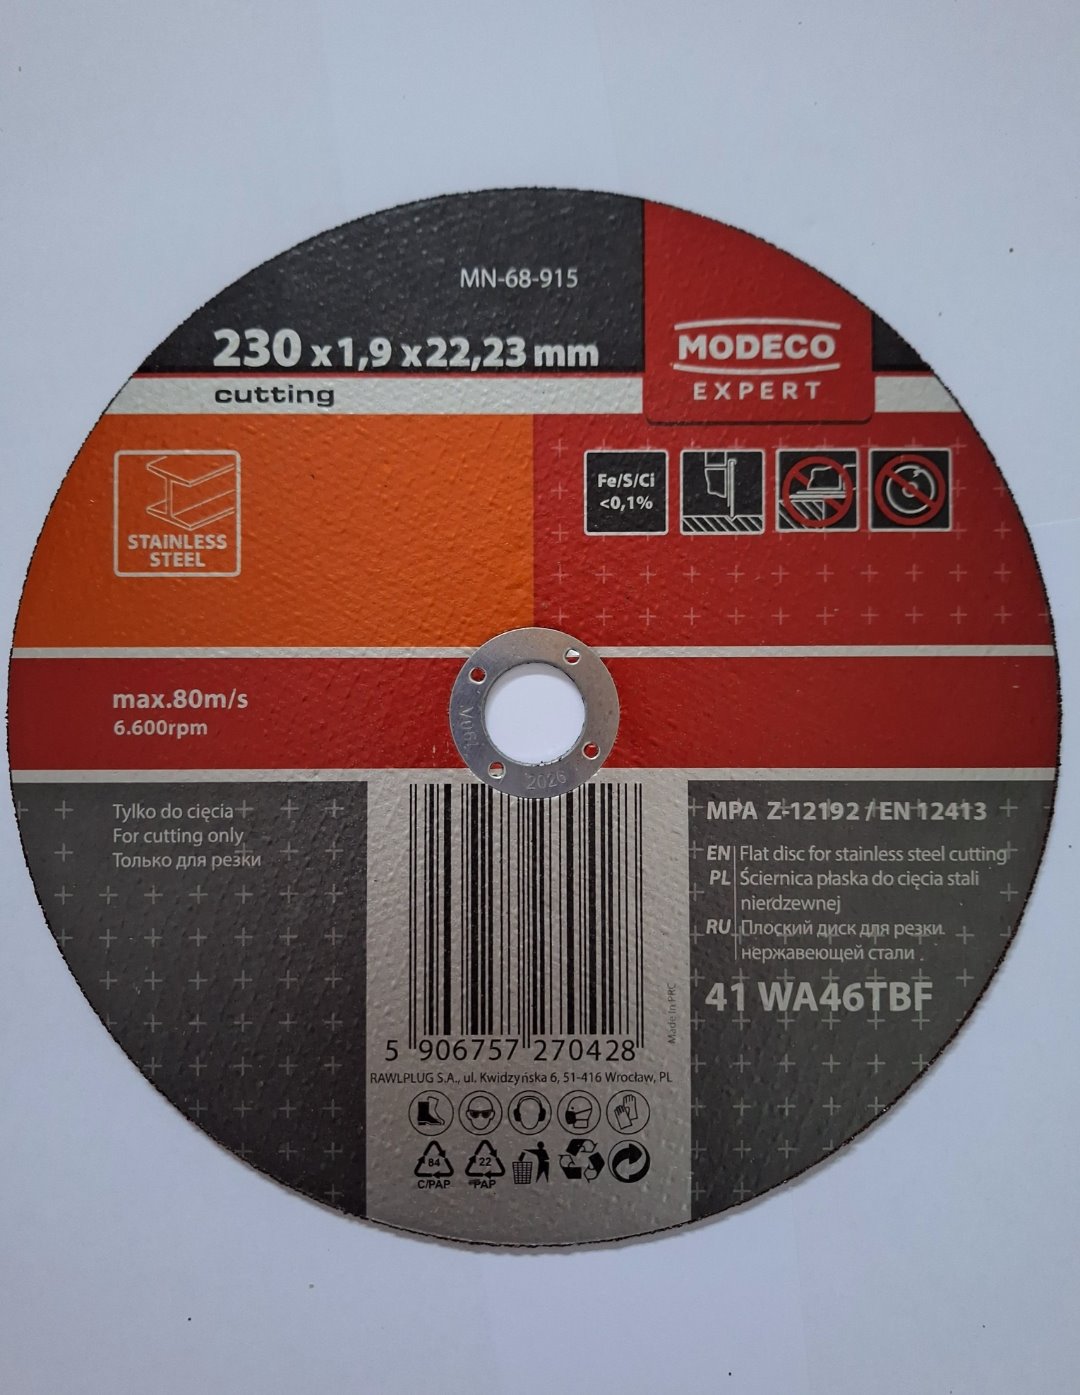 MN-68-915
230 x 1,9 x 22,23 mm
cutting
MODECO
EXPERT
STAINLESS
STEEL
Fe/S/Ci
<0,1%
max.80m/s
6.600rpm
2026
Tylko do cięcia
For cutting only
Только для резки
MPA Z-12192 / EN 12413
EN Flat disc for stainless steel cutting
PL Ściernica płaska do cięcia stali
nierdzewnej
RU Плоский диск для резки
нержавеющей стали
41 WA46TBF
Made in PRC
5 906757 270428
RAWLPLUG S.A., ul. Kwidzyńska 6, 51-416 Wrocław, PL
84
C/PAP
22
PAP